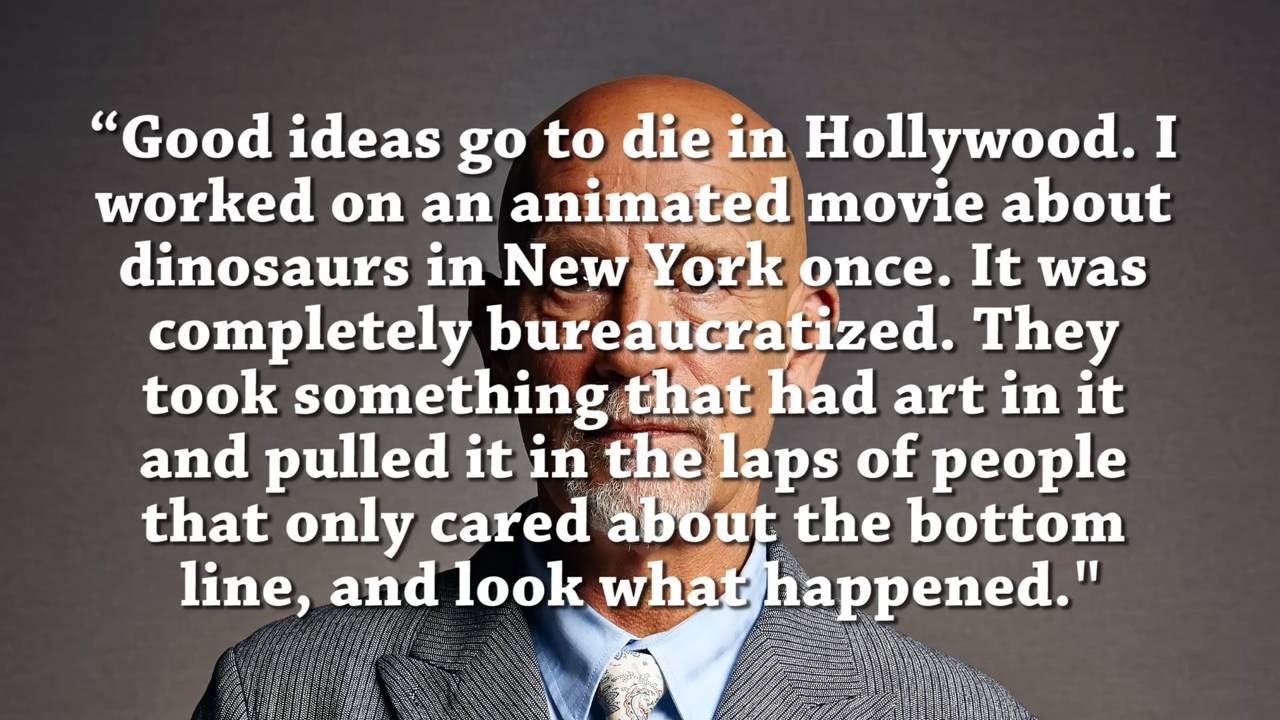 “Good ideas go to die in Hollywood. I
worked on an animated movie about
dinosaurs in New York once. It was
completely bureaucratized. They
took something that had art in it
and pulled it in the laps of people
that only cared about the bottom
line, and look what happened."